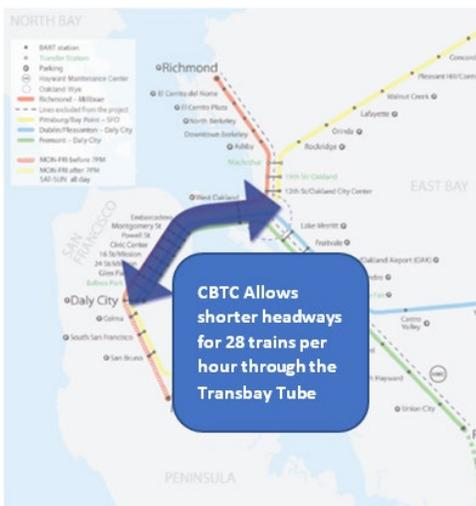 NORTH BAY
BART station
Transfer Station
Parking
Hayward Maintenance Center
Oakland Wye
Richmond – Millbrae
Lines excluded from the project
Pittsburg/Bay Point – SFO
Dublin/Pleasanton – Daly City
Fremont – Daly City
MON-FRI before 7PM
MON-FRI after 7PM
SAT-SUN all day
Richmond
El Cerrito del Norte
El Cerrito Plaza
North Berkeley
Downtown Berkeley
Ashby
MacArthur
19th St/Oakland
12th St/Oakland City Center
Concord
Pleasant Hill/Cont
Walnut Creek
Lafayette
Orinda
Rockridge
EAST BAY
West Oakland
Lake Merritt
Fruitvale
Oakland Airport (OAK)
Castro
Valley
Hayward
Union City
SAN
FRANCISCO
Embarcadero
Montgomery St
Powell St
Civic Center
16 St/Mission
24 St/Mission
Glen Park
Balboa Park
Daly City
Colma
South San Francisco
San Bruno
CBTC Allows
shorter headways
for 28 trains per
hour through the
Transbay Tube
PENINSULA